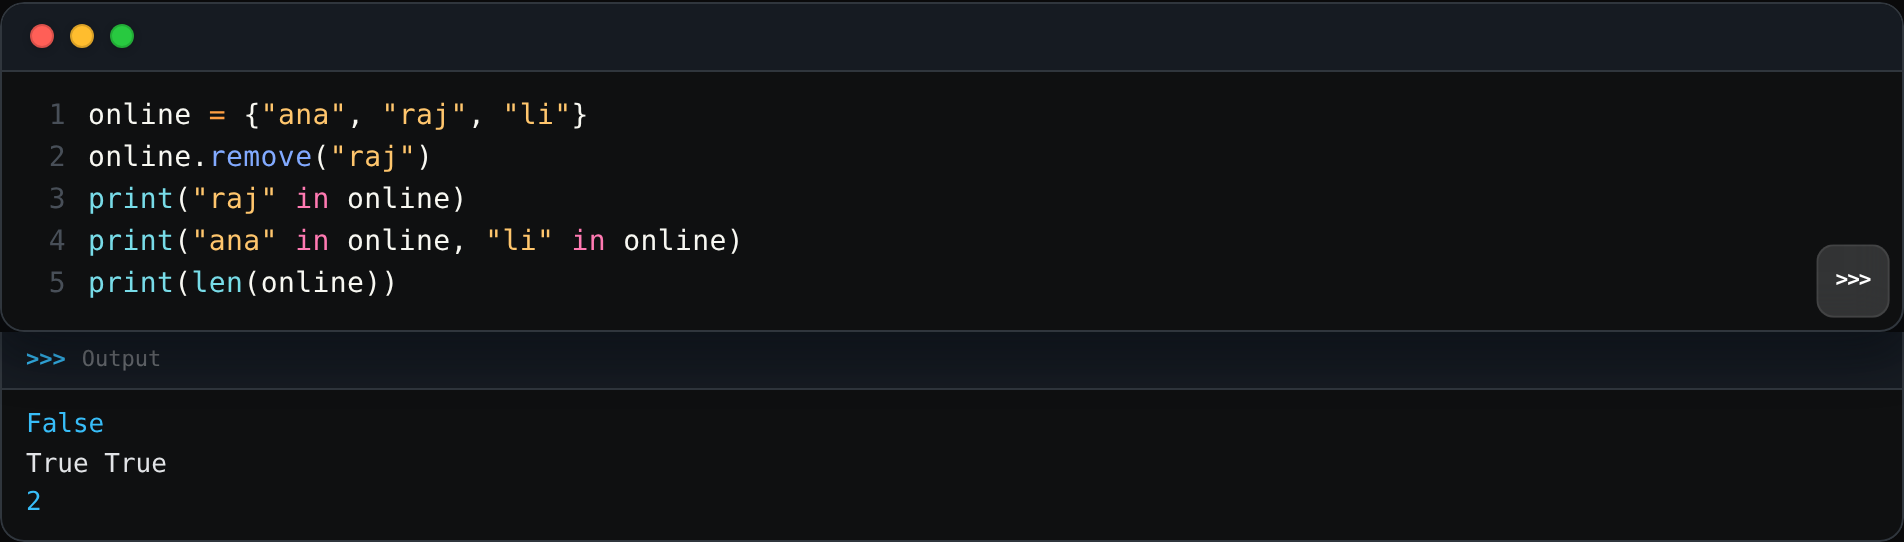 1 online = {"ana", "raj", "li"}
2 online.remove("raj")
3 print("raj" in online)
4 print("ana" in online, "li" in online)
5 print(len(online))
>>>
>>> Output
False
True True
2